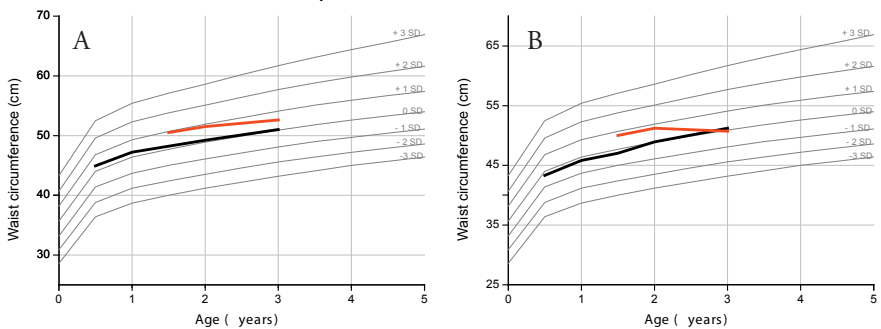 A
70
60
50
40
30
Waist circumference (cm)
0
1
2
3
4
5
Age ( years)
+ 3 SD
+ 2 SD
+ 1 SD
0 SD
- 1 SD
- 2 SD
-3 SD
B
65
55
45
35
25
Waist circumference (cm)
0
1
2
3
4
5
Age ( years)
+ 3 SD
+ 2 SD
+ 1 SD
0 SD
- 1 SD
- 2 SD
-3 SD